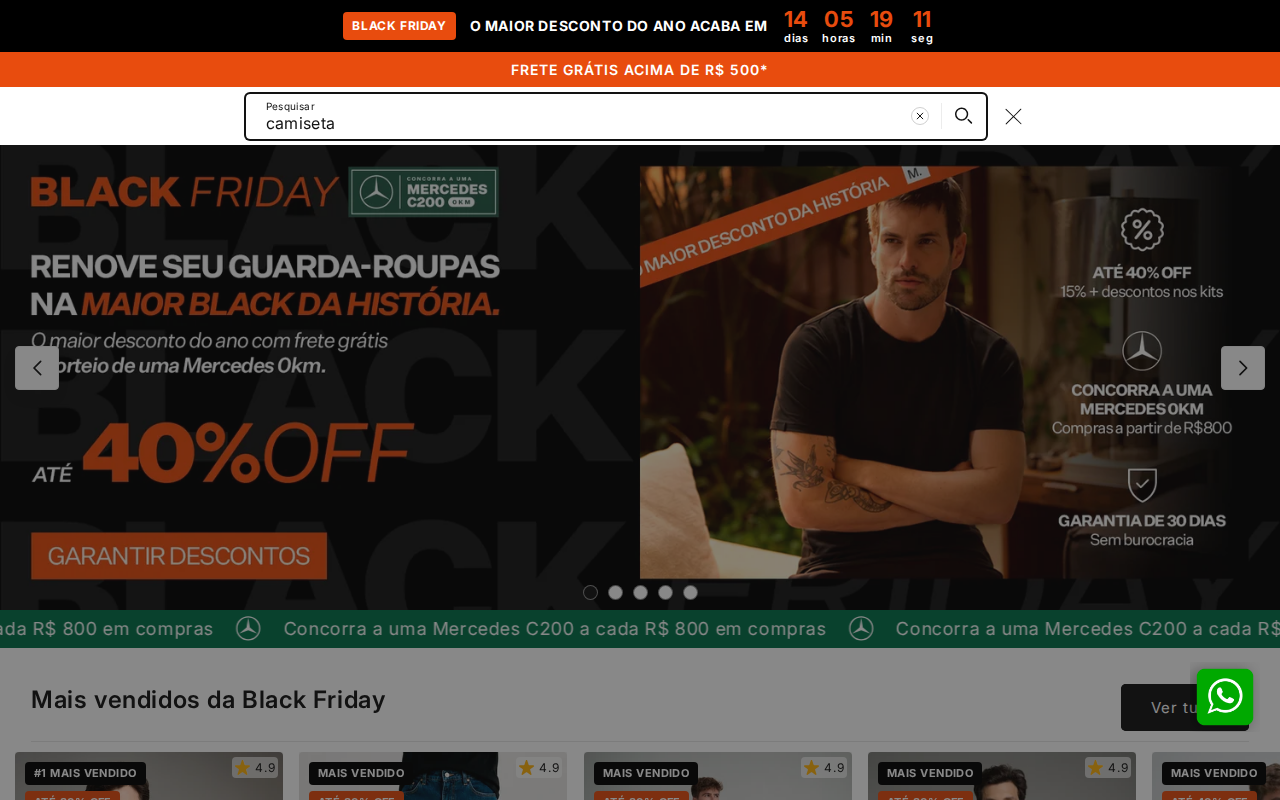 BLACK FRIDAY
O MAIOR DESCONTO DO ANO ACABA EM
14 05 19 11
dias horas min seg
FRETE GRÁTIS ACIMA DE R$ 500*
Pesquisar
camiseta
BLACK FRIDAY
CONCORRA A UMA
MERCEDES
C200 0KM
RENOVE SEU GUARDA-ROUPAS
NA MAIOR BLACK DA HISTÓRIA.
O maior desconto do ano com frete grátis
orteio de uma Mercedes 0km.
ATÉ 40% OFF
GARANTIR DESCONTOS
O MAIOR DESCONTO DA HISTÓRIA M.
ATÉ 40% OFF
15% + descontos nos kits
CONCORRA A UMA
MERCEDES 0KM
Compras a partir de R$800
GARANTIA DE 30 DIAS
Sem burocracia
ada R$ 800 em compras
Concorra a uma Mercedes C200 a cada R$ 800 em compras
Concorra a uma Mercedes C200 a cada R$
Mais vendidos da Black Friday
Ver tu
#1 MAIS VENDIDO
4.9
MAIS VENDIDO
4.9
MAIS VENDIDO
4.9
MAIS VENDIDO
4.9
MAIS VENDIDO